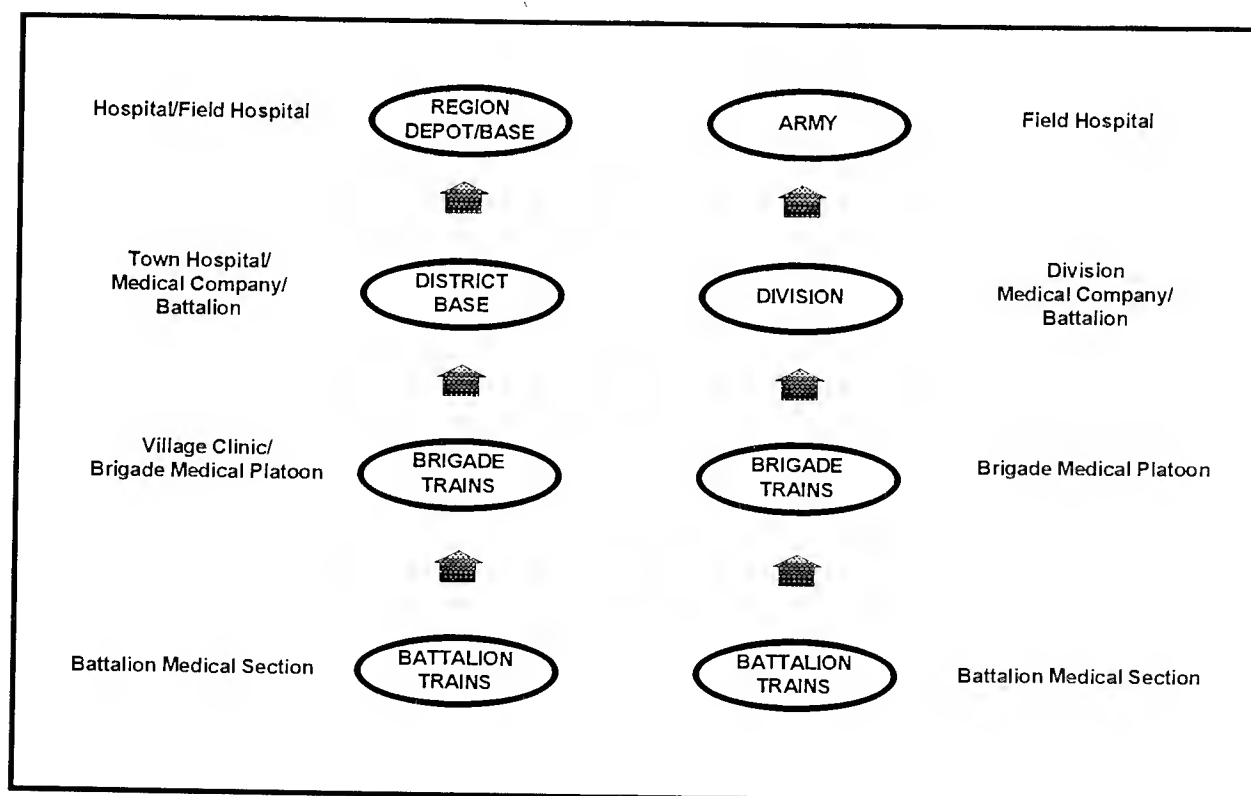 Hospital/Field Hospital
REGION
DEPOT/BASE
ARMY
Field Hospital
Town Hospital/
Medical Company/
Battalion
DISTRICT
BASE
DIVISION
Division
Medical Company/
Battalion
Village Clinic/
Brigade Medical Platoon
BRIGADE
TRAINS
BRIGADE
TRAINS
Brigade Medical Platoon
Battalion Medical Section
BATTALION
TRAINS
BATTALION
TRAINS
Battalion Medical Section